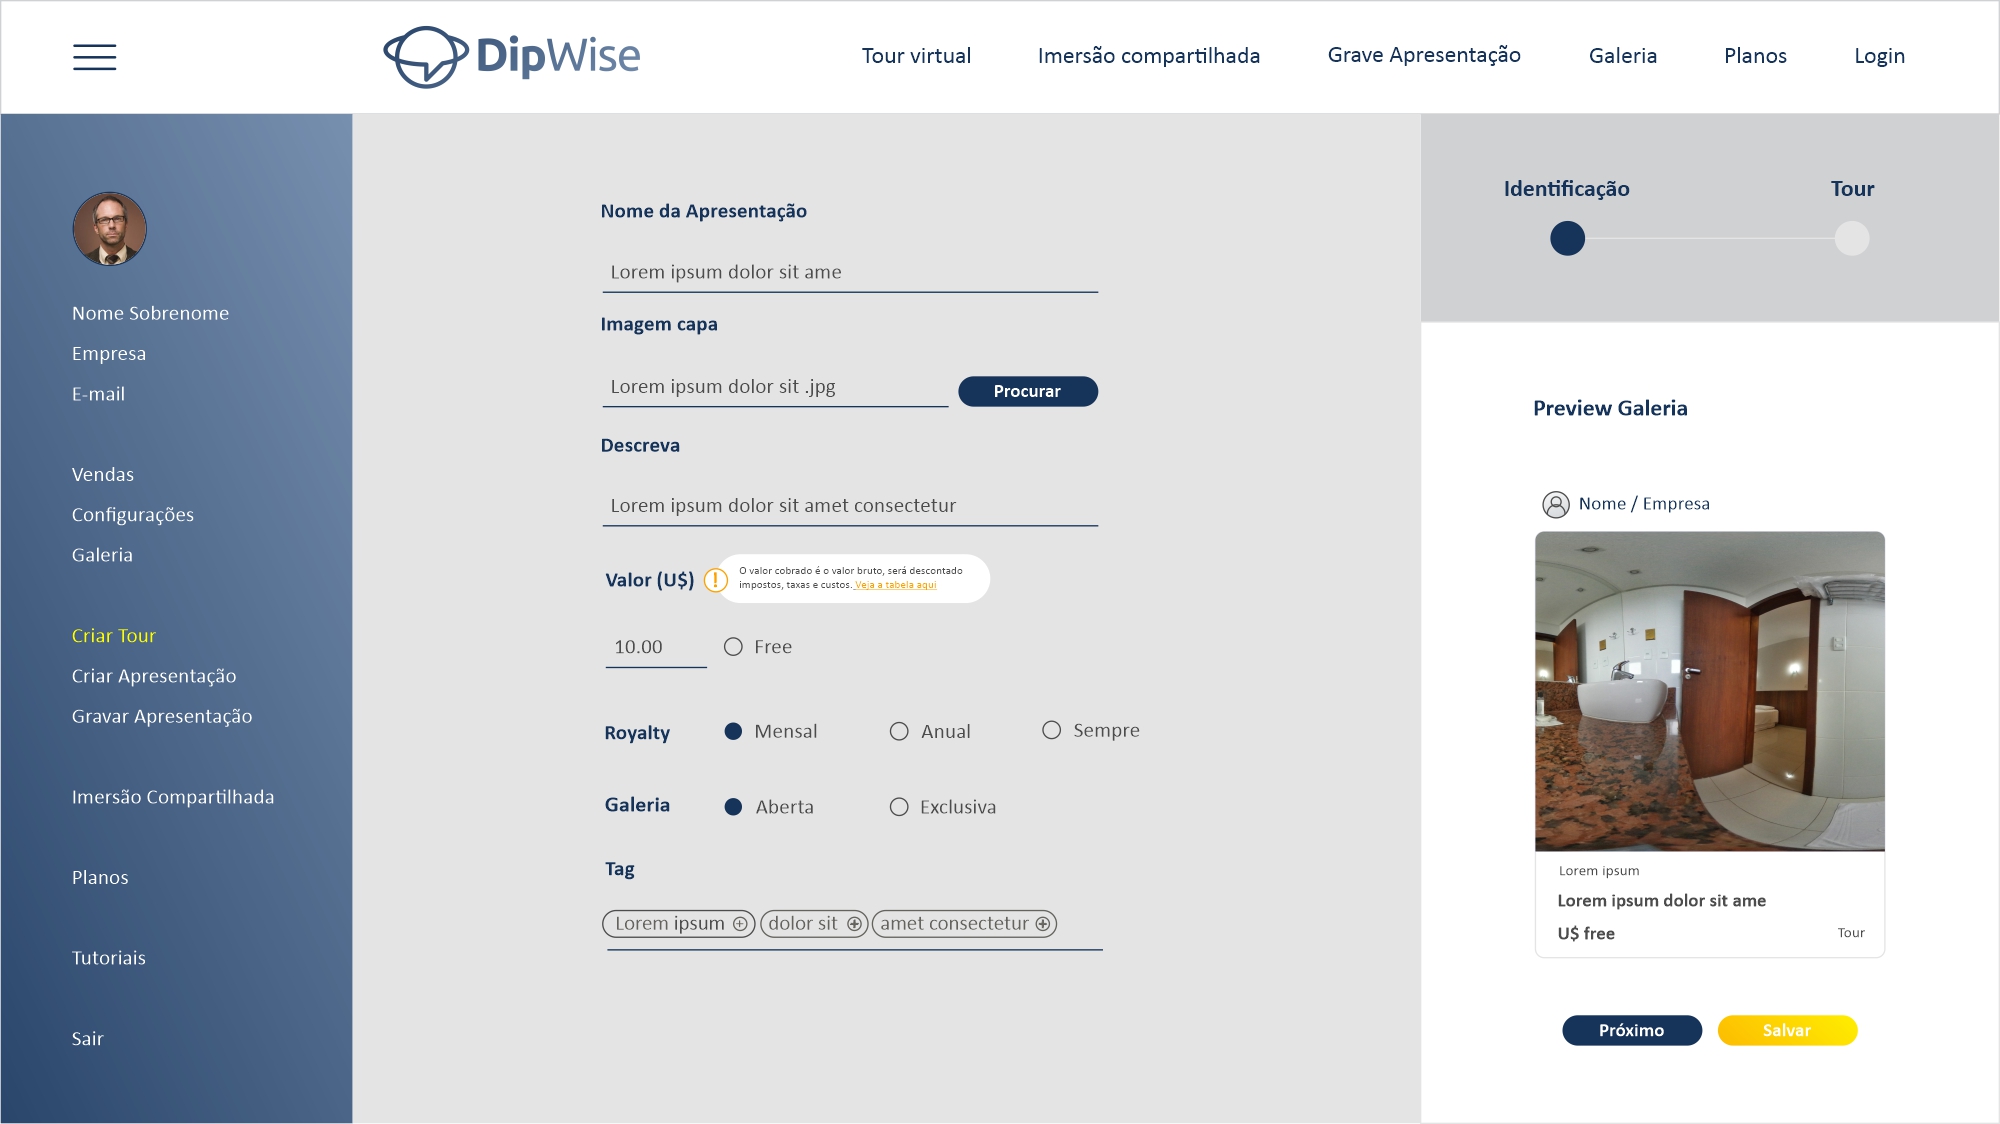 DipWise
Tour virtual
Imersão compartilhada
Grave Apresentação
Galeria
Planos
Login
Nome Sobrenome
Empresa
E-mail
Vendas
Configurações
Galeria
Criar Tour
Criar Apresentação
Gravar Apresentação
Imersão Compartilhada
Planos
Tutoriais
Sair
Nome da Apresentação
Lorem ipsum dolor sit ame
Imagem capa
Lorem ipsum dolor sit .jpg
Procurar
Descreva
Lorem ipsum dolor sit amet consectetur
Valor (U$)
O valor cobrado é o valor bruto, será descontado
impostos, taxas e custos. Veja a tabela aqui
10.00
Free
Royalty
Mensal
Anual
Sempre
Galeria
Aberta
Exclusiva
Tag
Lorem ipsum
dolor sit
amet consectetur
Identificação
Tour
Preview Galeria
Nome / Empresa
Lorem ipsum
Lorem ipsum dolor sit ame
U$ free
Tour
Próximo
Salvar